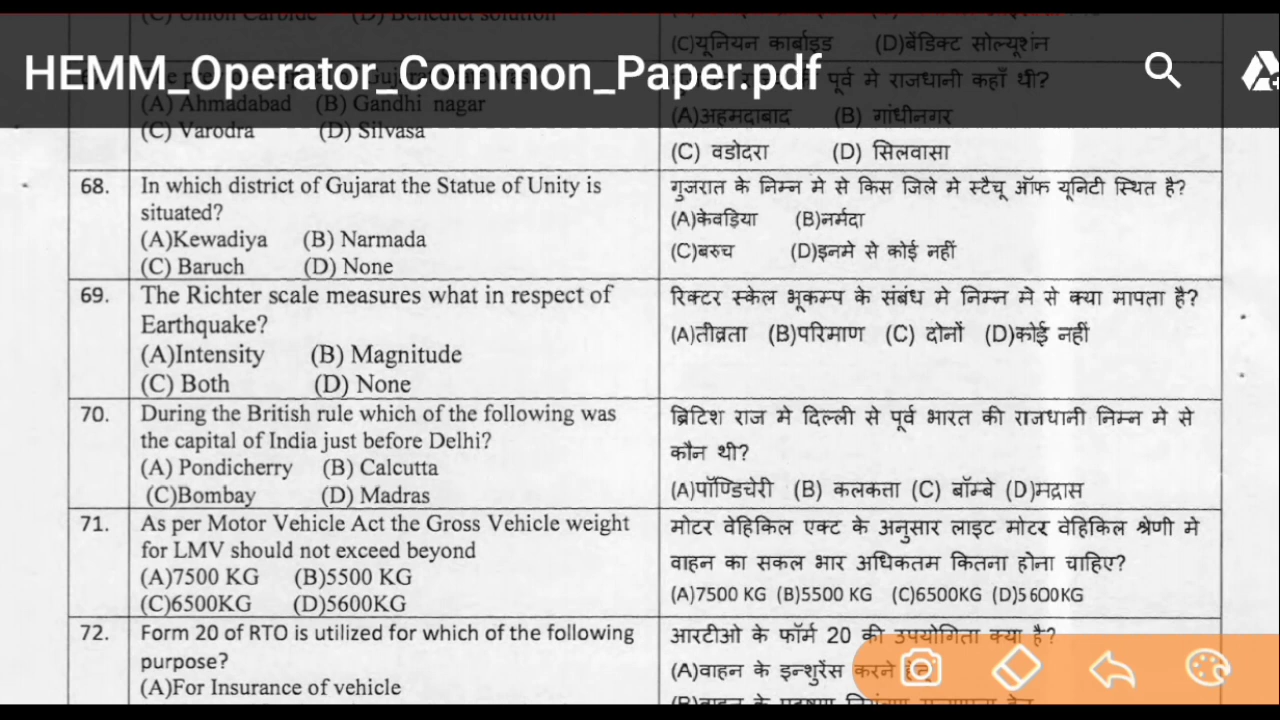 (C) Union Carbide (D) Benedict solution
(C)यूनियन कार्बाइड (D)बेंडिक्ट सोल्यूशंन
HEMM_Operator_Common_Paper.pdf
पूर्व मे राजधानी कहाँ थी?
(A) Ahmadabad (B) Gandhi nagar
(C) Varodra (D) Silvasa
(A)अहमदाबाद (B) गांधीनगर
(C) वडोदरा (D) सिलवासा
68. In which district of Gujarat the Statue of Unity is
situated?
(A)Kewadiya (B) Narmada
(C) Baruch (D) None
गुजरात के निम्न मे से किस जिले मे स्टैचू ऑफ यूनिटी स्थित है?
(A)केवड़िया (B)नर्मदा
(C)बरुच (D)इनमे से कोई नहीं
69. The Richter scale measures what in respect of
Earthquake?
(A)Intensity (B) Magnitude
(C) Both (D) None
रिक्टर स्केल भूकम्प के संबंध मे निम्न मे से क्या मापता है?
(A)तीव्रता (B)परिमाण (C) दोनों (D)कोई नहीं
70. During the British rule which of the following was
the capital of India just before Delhi?
(A) Pondicherry (B) Calcutta
(C)Bombay (D) Madras
ब्रिटिश राज मे दिल्ली से पूर्व भारत की राजधानी निम्न मे से
कौन थी?
(A)पॉण्डिचेरी (B) कलकत्ता (C) बॉम्बे (D)मद्रास
71. As per Motor Vehicle Act the Gross Vehicle weight
for LMV should not exceed beyond
(A)7500 KG (B)5500 KG
(C)6500KG (D)5600KG
मोटर वेहिकिल एक्ट के अनुसार लाइट मोटर वेहिकिल श्रेणी मे
वाहन का सकल भार अधिकतम कितना होना चाहिए?
(A)7500 KG (B)5500 KG (C)6500KG (D)5600KG
72. Form 20 of RTO is utilized for which of the following
purpose?
(A)For Insurance of vehicle
आरटीओ के फॉर्म 20 की उपयोगिता क्या है?
(A)वाहन के इन्शुरेंस करने हेतू